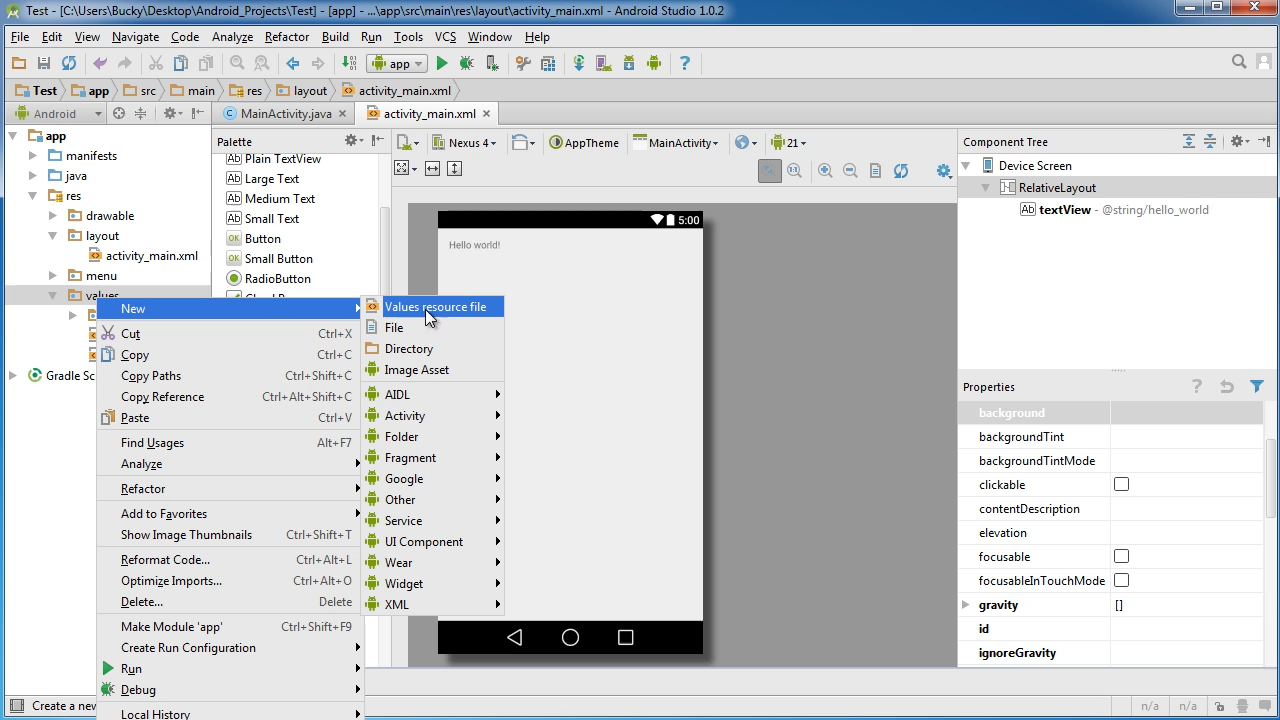 Test - [C:\Users\Bucky\Desktop\Android_Projects\Test] - [app] - ...\app\src\main\res\layout\activity_main.xml - Android Studio 1.0.2
File Edit View Navigate Code Analyze Refactor Build Run Tools VCS Window Help
app
Test app src main res layout activity_main.xml
Android MainActivity.java activity_main.xml
app
manifests
java
res
drawable
layout
activity_main.xml
menu
values
Gradle Sc
Palette
Plain TextView
Large Text
Medium Text
Small Text
Button
Small Button
RadioButton
Nexus 4 AppTheme MainActivity 21
5:00
Hello world!
New
Cut Ctrl+X
Copy Ctrl+C
Copy Paths Ctrl+Shift+C
Copy Reference Ctrl+Alt+Shift+C
Paste Ctrl+V
Find Usages Alt+F7
Analyze
Refactor
Add to Favorites
Show Image Thumbnails Ctrl+Shift+T
Reformat Code... Ctrl+Alt+L
Optimize Imports... Ctrl+Alt+O
Delete... Delete
Make Module 'app' Ctrl+Shift+F9
Create Run Configuration
Run
Debug
Local History
Values resource file
File
Directory
Image Asset
AIDL
Activity
Folder
Fragment
Google
Other
Service
UI Component
Wear
Widget
XML
Component Tree
Device Screen
RelativeLayout
textView - @string/hello_world
Properties
background
backgroundTint
backgroundTintMode
clickable
contentDescription
elevation
focusable
focusableInTouchMode
gravity []
id
ignoreGravity
Create a new
n/a n/a